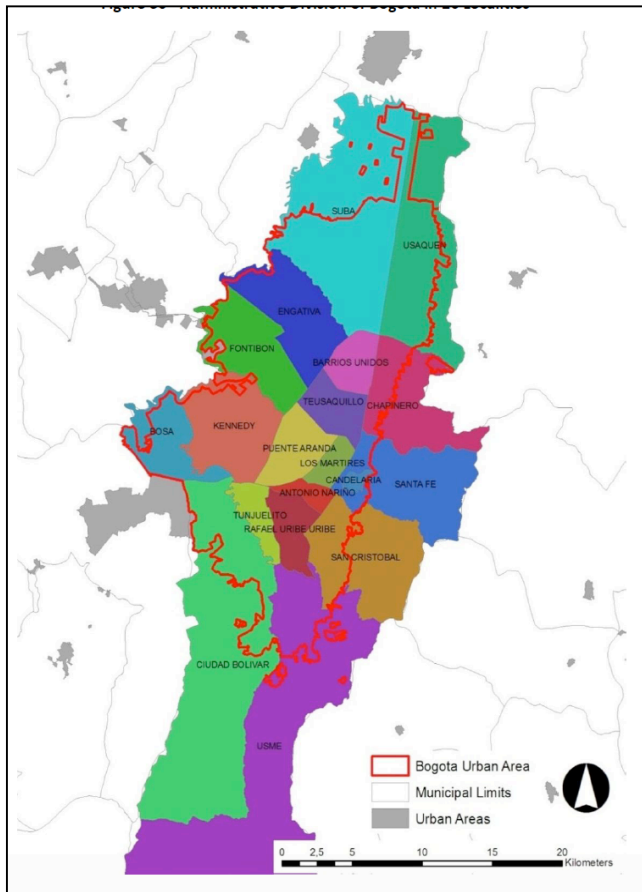 SUBA
USAQUEN
ENGATIVA
FONTIBON
BARRIOS UNIDOS
TEUSAQUILLO
CHAPINERO
BOSA
KENNEDY
PUENTE ARANDA
LOS MARTIRES
CANDELARIA
SANTA FE
ANTONIO NARIÑO
TUNJUELITO
RAFAEL URIBE URIBE
SAN CRISTOBAL
CIUDAD BOLIVAR
USME
Bogota Urban Area
Municipal Limits
Urban Areas
0 2,5 5 10 15 20
Kilometers